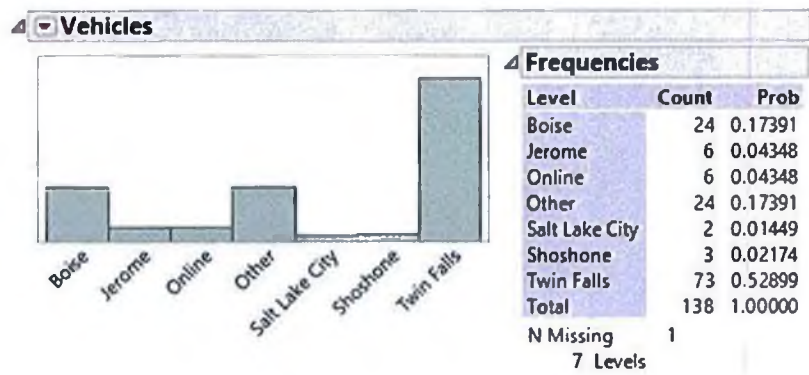 Vehicles
Boise
Jerome
Online
Other
Salt Lake City
Shoshone
Twin Falls
Frequencies
Level Count Prob
Boise 24 0.17391
Jerome 6 0.04348
Online 6 0.04348
Other 24 0.17391
Salt Lake City 2 0.01449
Shoshone 3 0.02174
Twin Falls 73 0.52899
Total 138 1.00000
N Missing 1
7 Levels